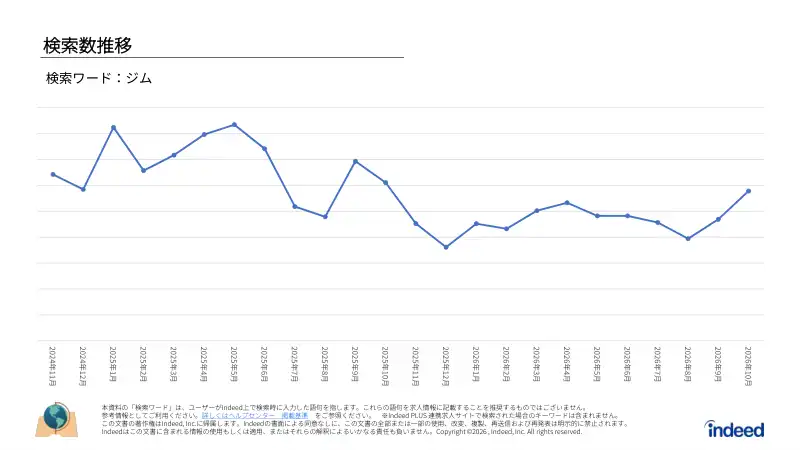 検索数推移
検索ワード：ジム
2024年11月
2024年12月
2025年1月
2025年2月
2025年3月
2025年4月
2025年5月
2025年6月
2025年7月
2025年8月
2025年9月
2025年10月
2025年11月
2025年12月
2026年1月
2026年2月
2026年3月
2026年4月
2026年5月
2026年6月
2026年7月
2026年8月
2026年9月
2026年10月
本資料の「検索ワード」は、ユーザーがIndeed上で検索時に入力した語句を指します。これらの語句を求人情報に記載することを推奨するものではございません。
参考情報としてご利用ください。詳しくはヘルプセンター　掲載基準　をご参照ください。　※Indeed PLUS 連携求人サイトで検索された場合のキーワードは含まれません。
この文書の著作権はIndeed, Inc.に帰属します。Indeedの書面による同意なしに、この文書の全部または一部の使用、改変、複製、再送信および再発表は明示的に禁止されます。
Indeedはこの文書に含まれる情報の使用もしくは適用、またはそれらの解釈によるいかなる責任も負いません。Copyright ©2026 , Indeed, Inc. All rights reserved.
indeed